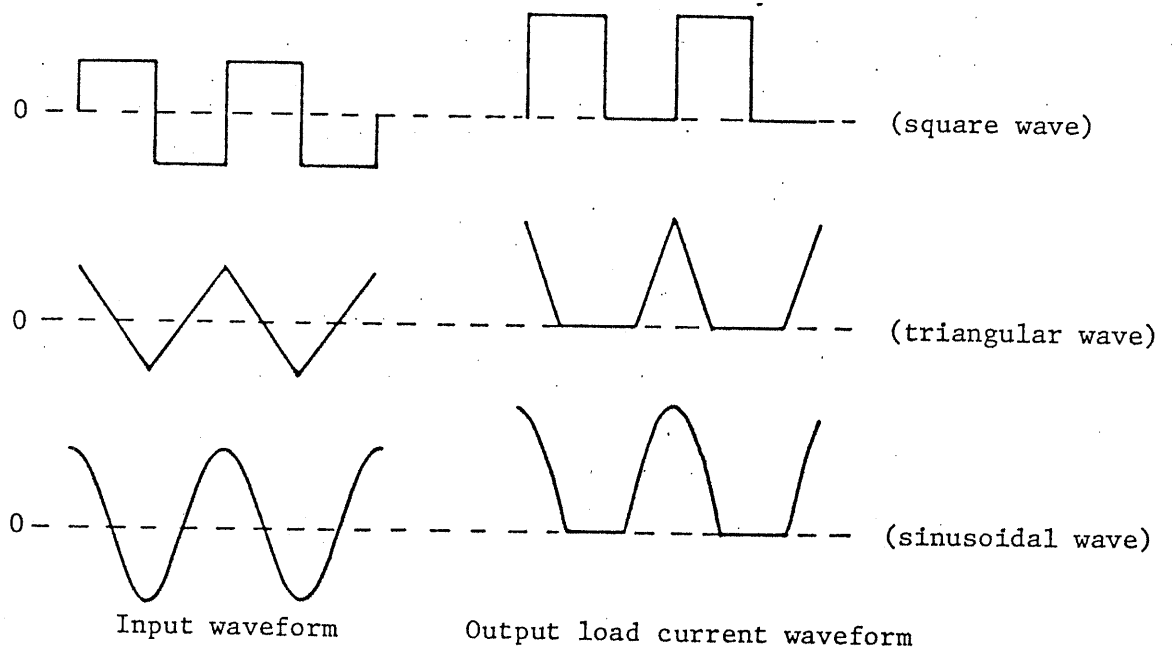 0
(square wave)
0
(triangular wave)
0
(sinusoidal wave)
Input waveform
Output load current waveform